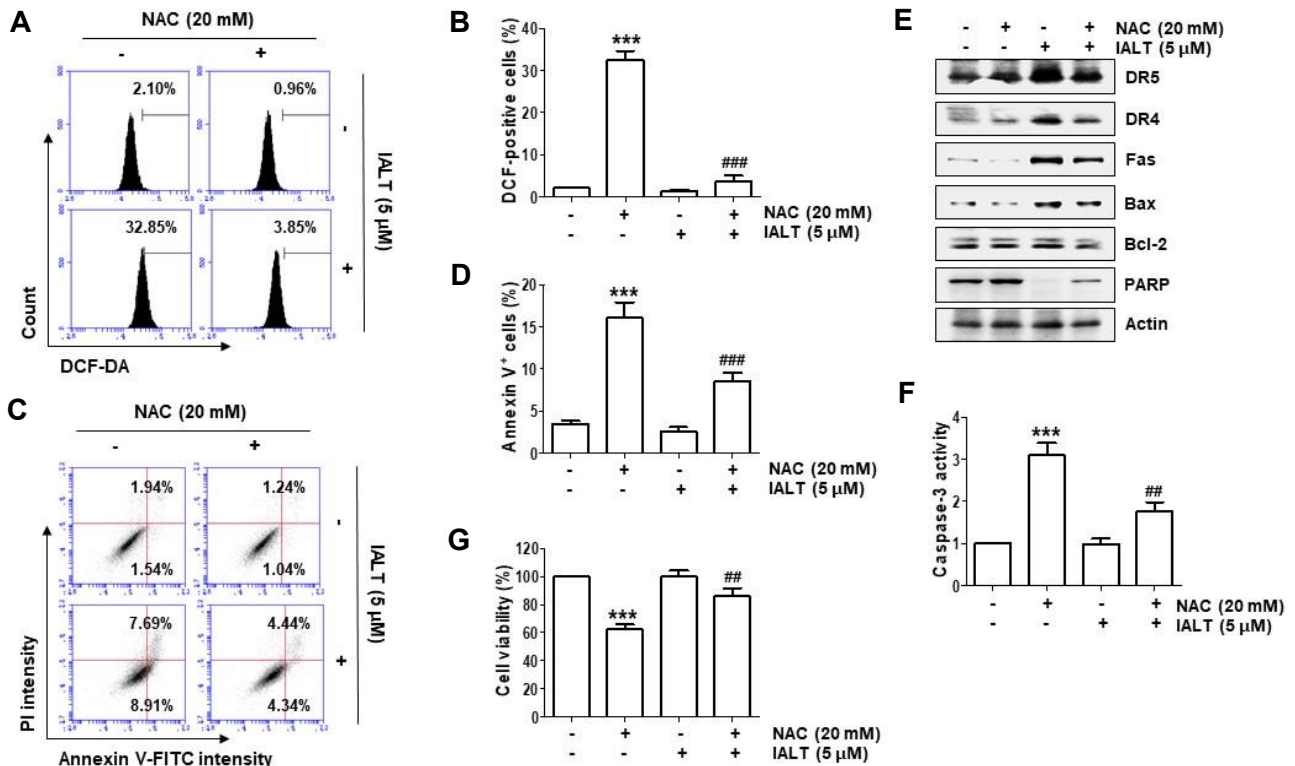 A
NAC (20 mM)
- +
2.10% 0.96%
-
32.85% 3.85%
+
IALT (5 μM)
Count
DCF-DA
B
DCF-positive cells (%)
40
30
20
10
0
***
###
- + - + NAC (20 mM)
- - + + IALT (5 μM)
C
NAC (20 mM)
- +
1.94% 1.24%
1.54% 1.04%
-
7.69% 4.44%
8.91% 4.34%
+
IALT (5 μM)
PI intensity
Annexin V-FITC intensity
D
Annexin V+ cells (%)
20
15
10
5
0
***
###
- + - + NAC (20 mM)
- - + + IALT (5 μM)
E
- + - + NAC (20 mM)
- - + + IALT (5 μM)
DR5
DR4
Fas
Bax
Bcl-2
PARP
Actin
F
Caspase-3 activity
4
3
2
1
0
***
##
- + - + NAC (20 mM)
- - + + IALT (5 μM)
G
Cell viability (%)
120
100
80
60
40
20
0
***
##
- + - + NAC (20 mM)
- - + + IALT (5 μM)